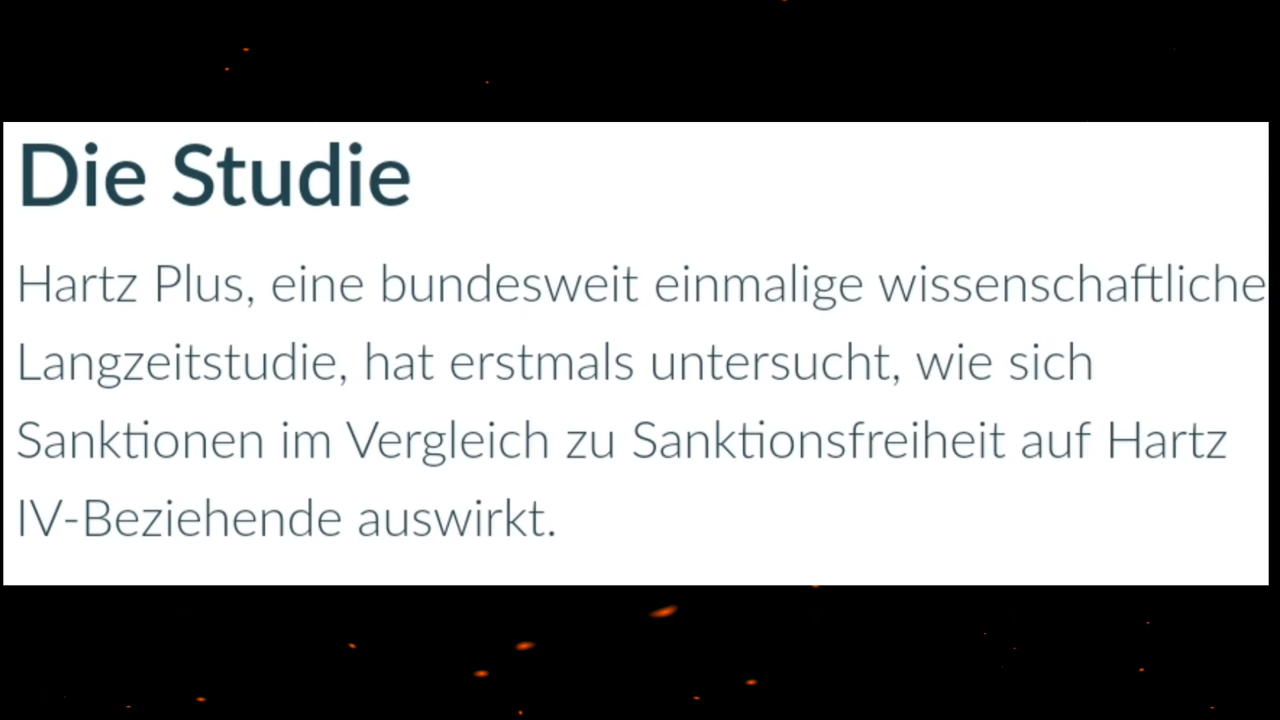 Die Studie
Hartz Plus, eine bundesweit einmalige wissenschaftliche
Langzeitstudie, hat erstmals untersucht, wie sich
Sanktionen im Vergleich zu Sanktionsfreiheit auf Hartz
IV-Beziehende auswirkt.